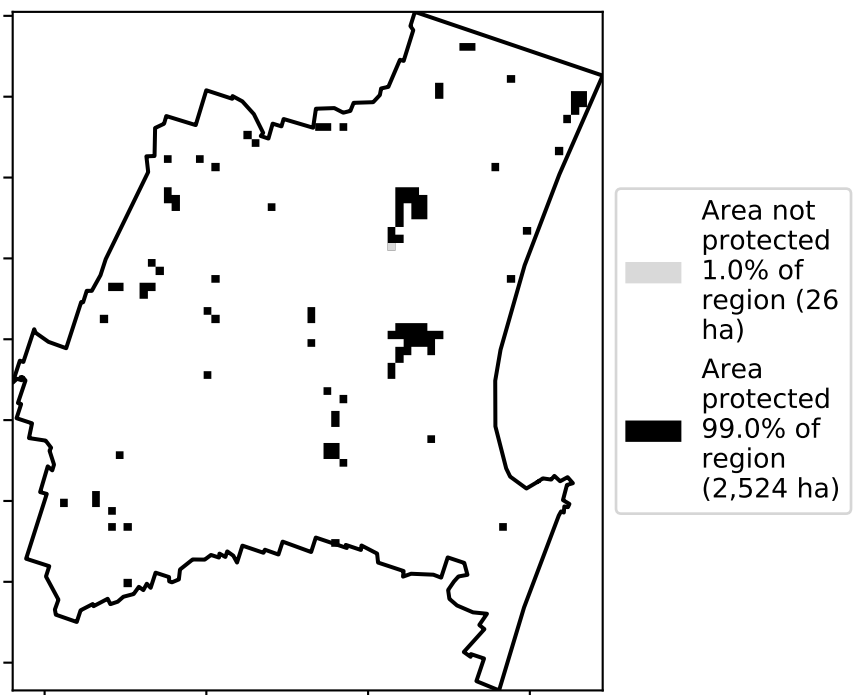 Area not
protected
1.0% of
region (26
ha)
Area
protected
99.0% of
region
(2,524 ha)